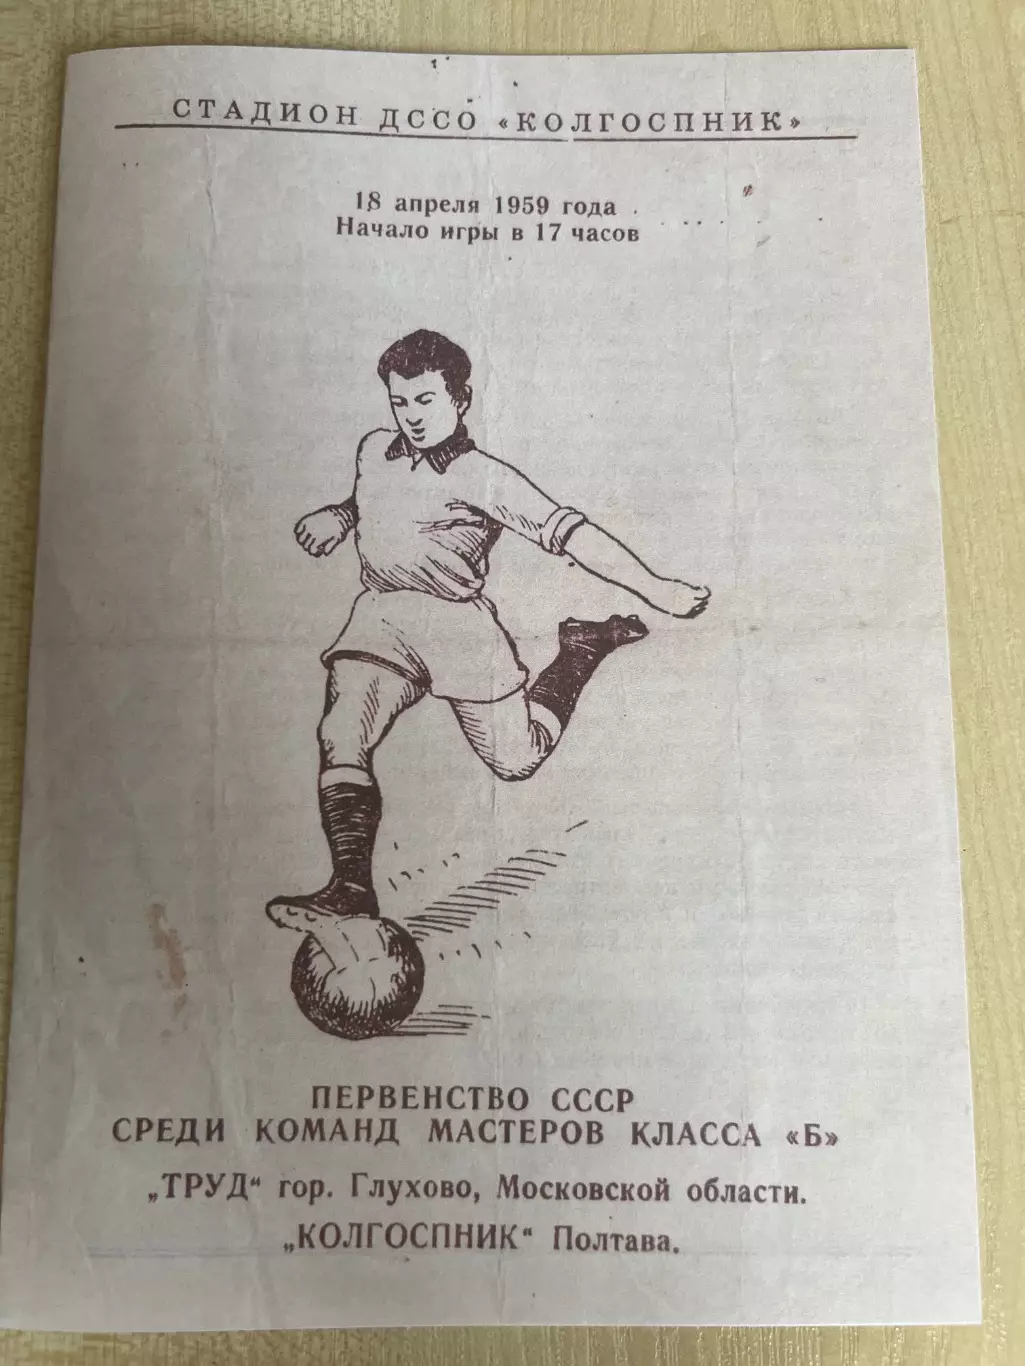 СТАДИОН ДССО «КОЛГОСПНИК»
18 апреля 1959 года
Начало игры в 17 часов
ПЕРВЕНСТВО СССР
СРЕДИ КОМАНД МАСТЕРОВ КЛАССА «Б»
„ТРУД“ гор. Глухово, Московской области.
„КОЛГОСПНИК“ Полтава.